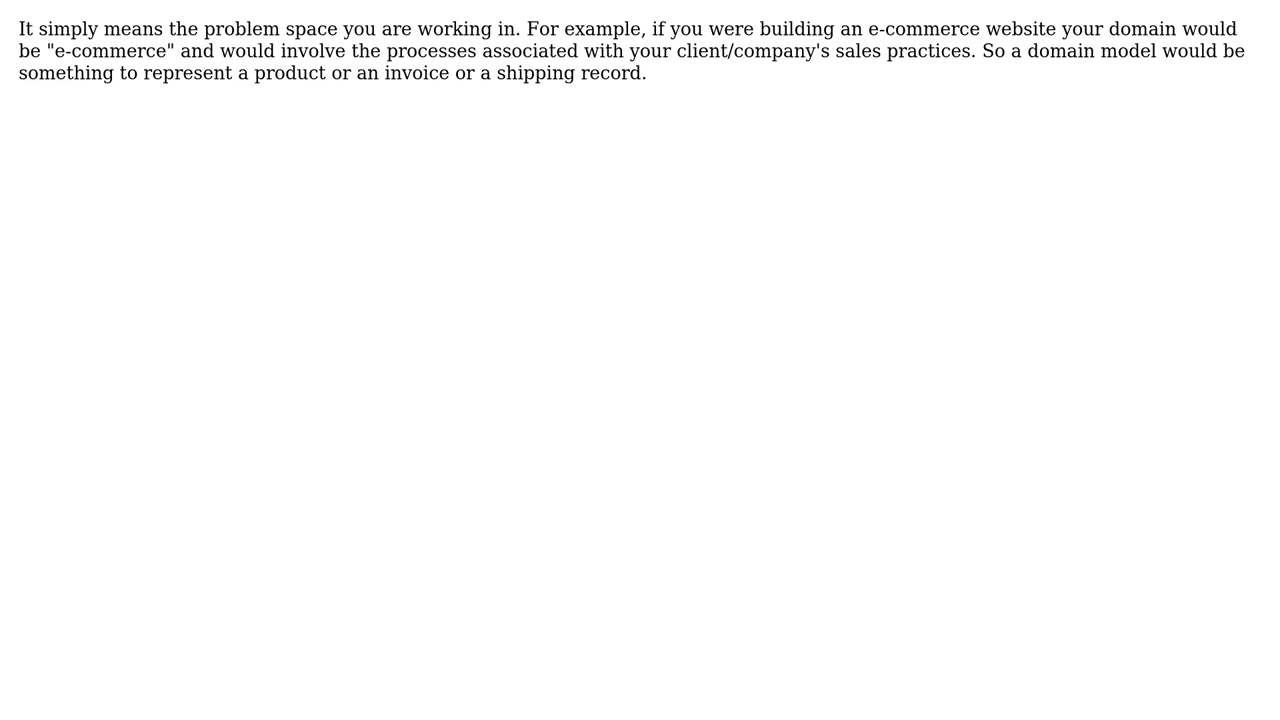 It simply means the problem space you are working in. For example, if you were building an e-commerce website your domain would
be "e-commerce" and would involve the processes associated with your client/company's sales practices. So a domain model would be
something to represent a product or an invoice or a shipping record.